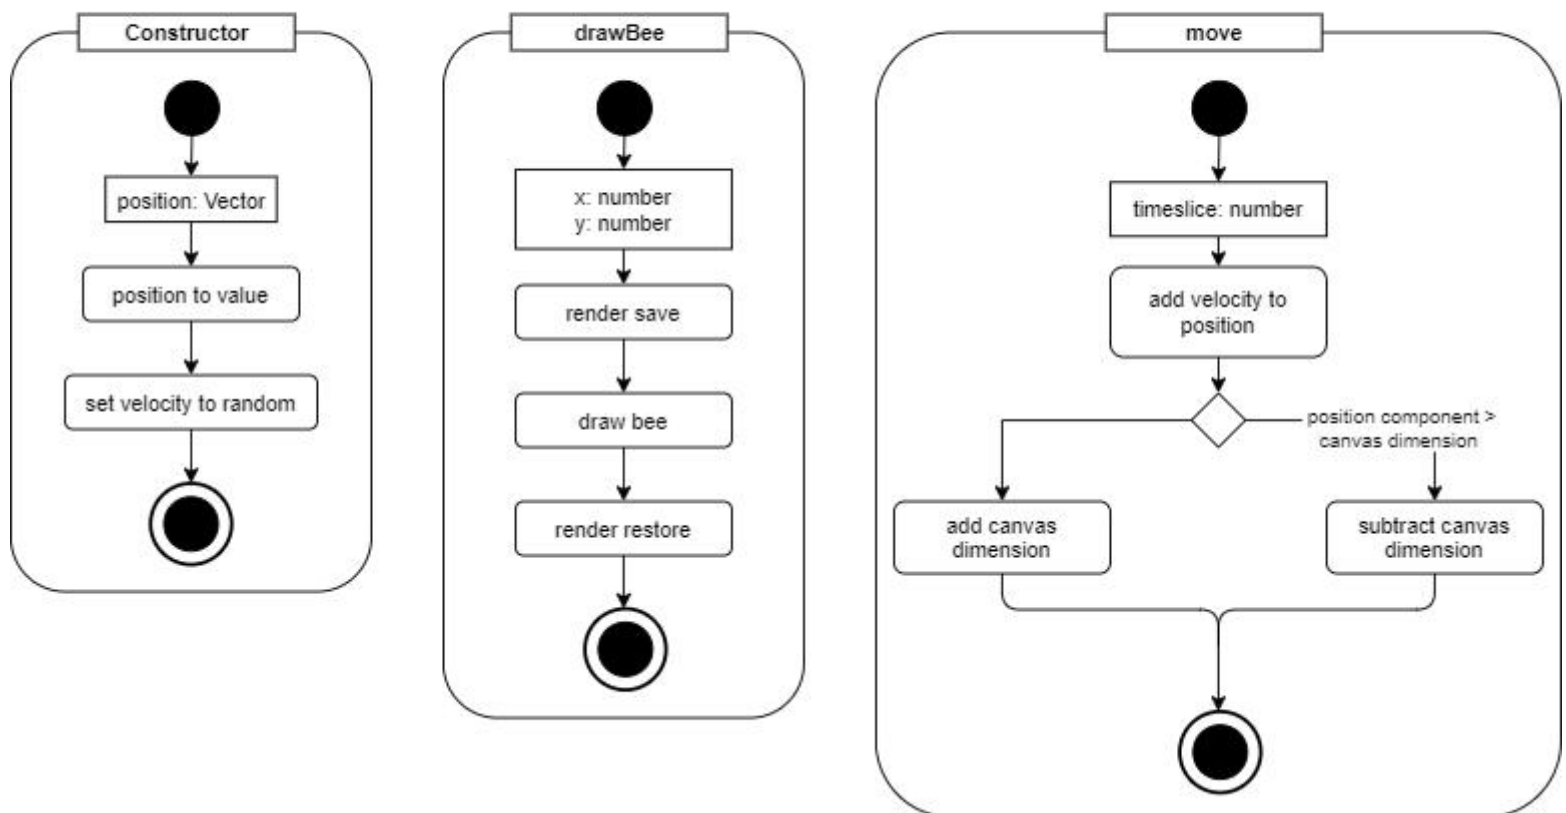 Constructor
position: Vector
position to value
set velocity to random
drawBee
x: number
y: number
render save
draw bee
render restore
move
timeslice: number
add velocity to
position
position component >
canvas dimension
add canvas
dimension
subtract canvas
dimension